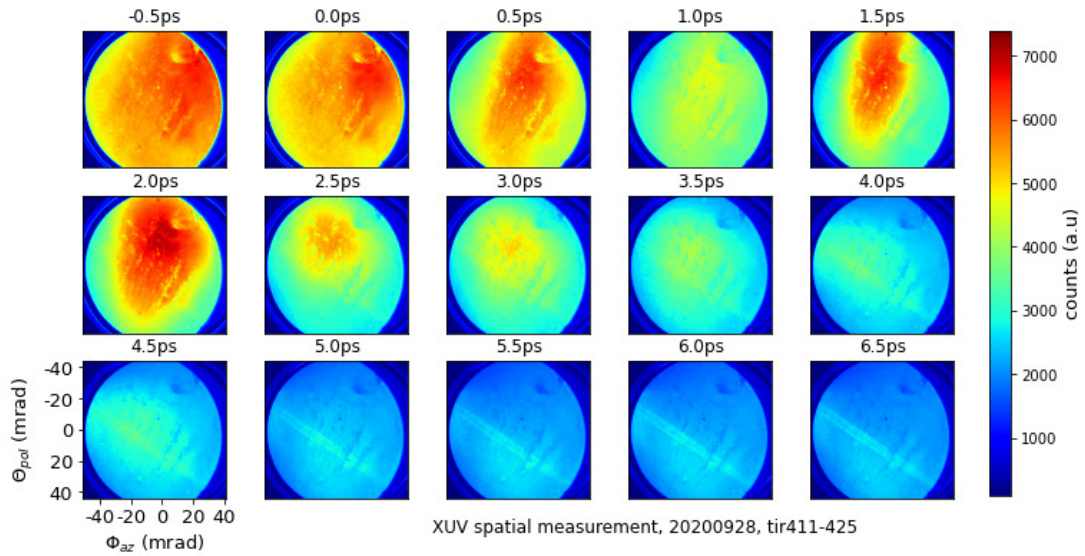 -0.5ps 0.0ps 0.5ps 1.0ps 1.5ps
2.0ps 2.5ps 3.0ps 3.5ps 4.0ps
4.5ps 5.0ps 5.5ps 6.0ps 6.5ps
-40
-20
0
20
40
Θpol (mrad)
-40 -20 0 20 40
Φaz (mrad)
XUV spatial measurement, 20200928, tir411-425
7000
6000
5000
4000
3000
2000
1000
counts (a.u)